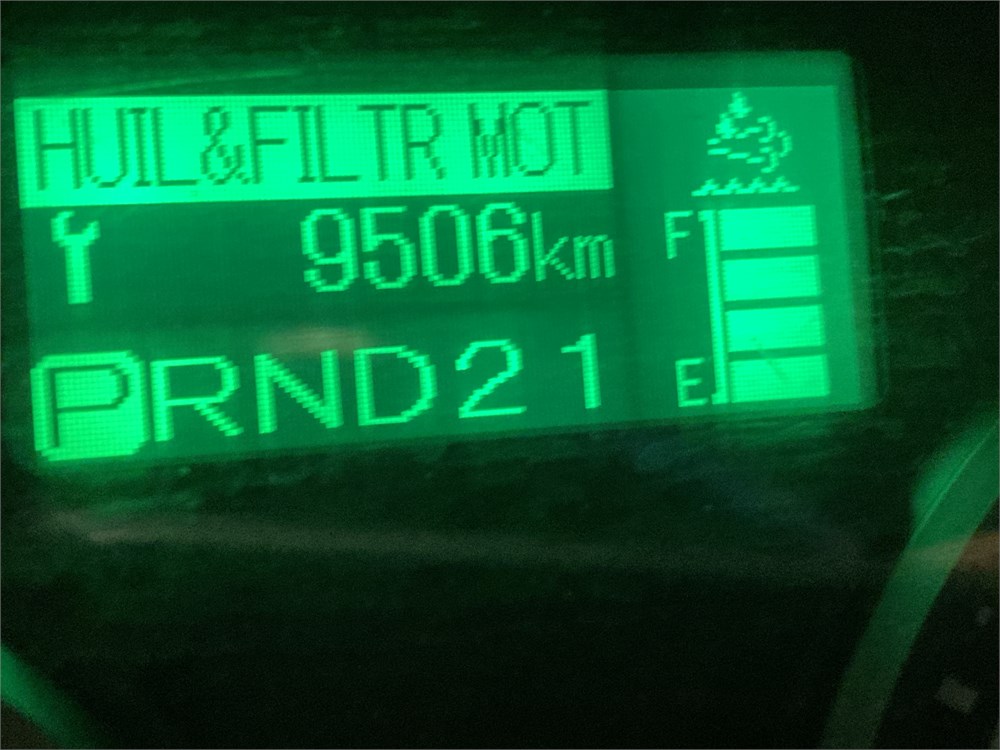 HUIL&FILTR MOT
9506km
F
E
PRND21